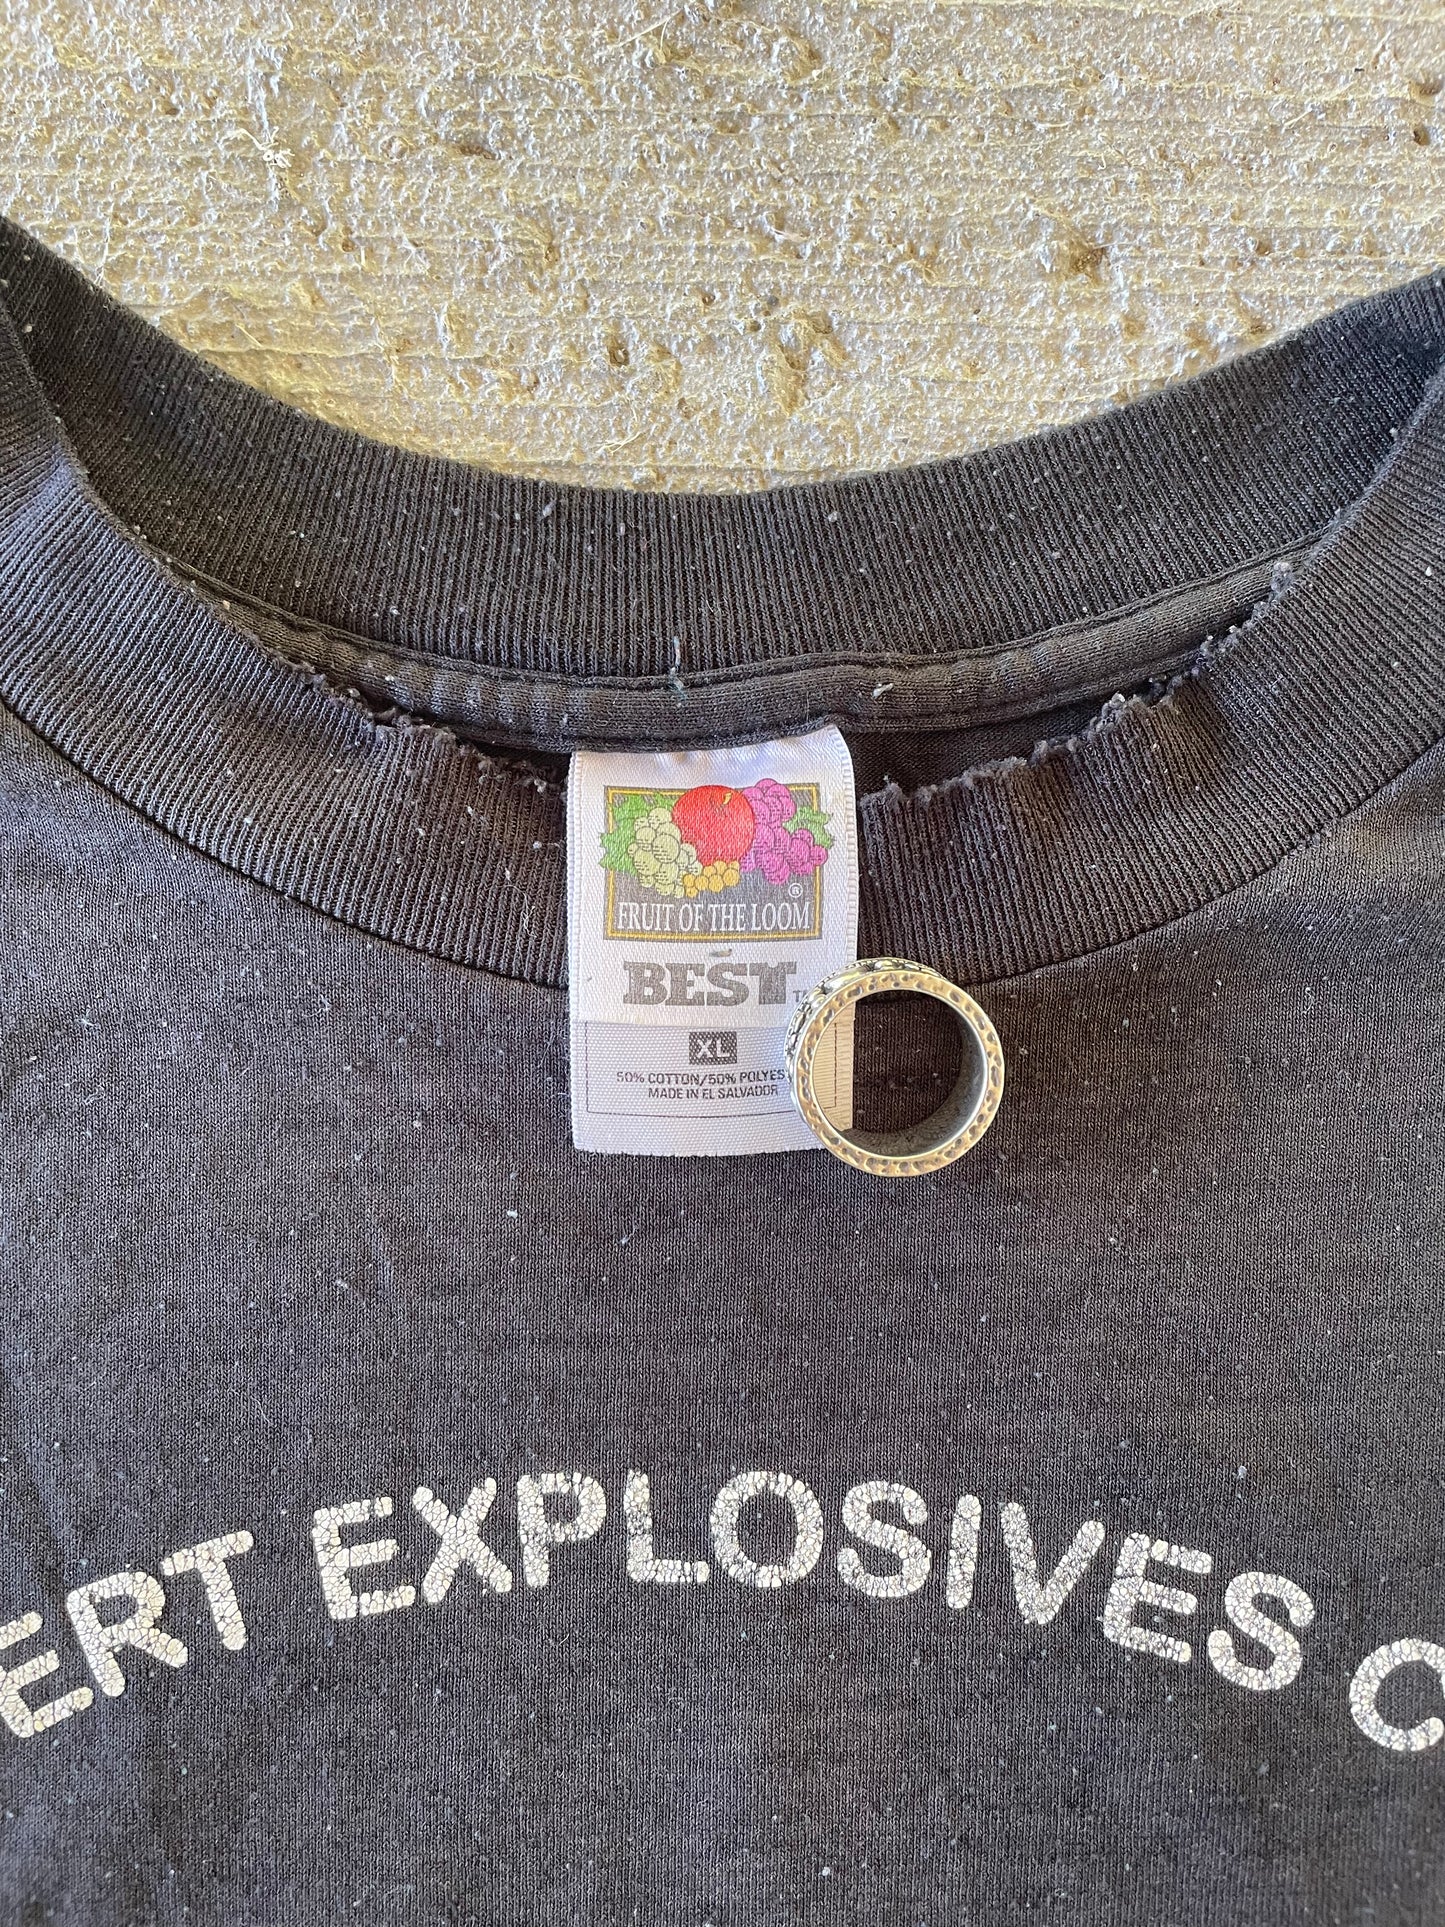 FRUIT OF THE LOOM ®
BEST
XL
50% COTTON/50% POLYES
MADE IN EL SALVADOR
ERT EXPLOSIVES